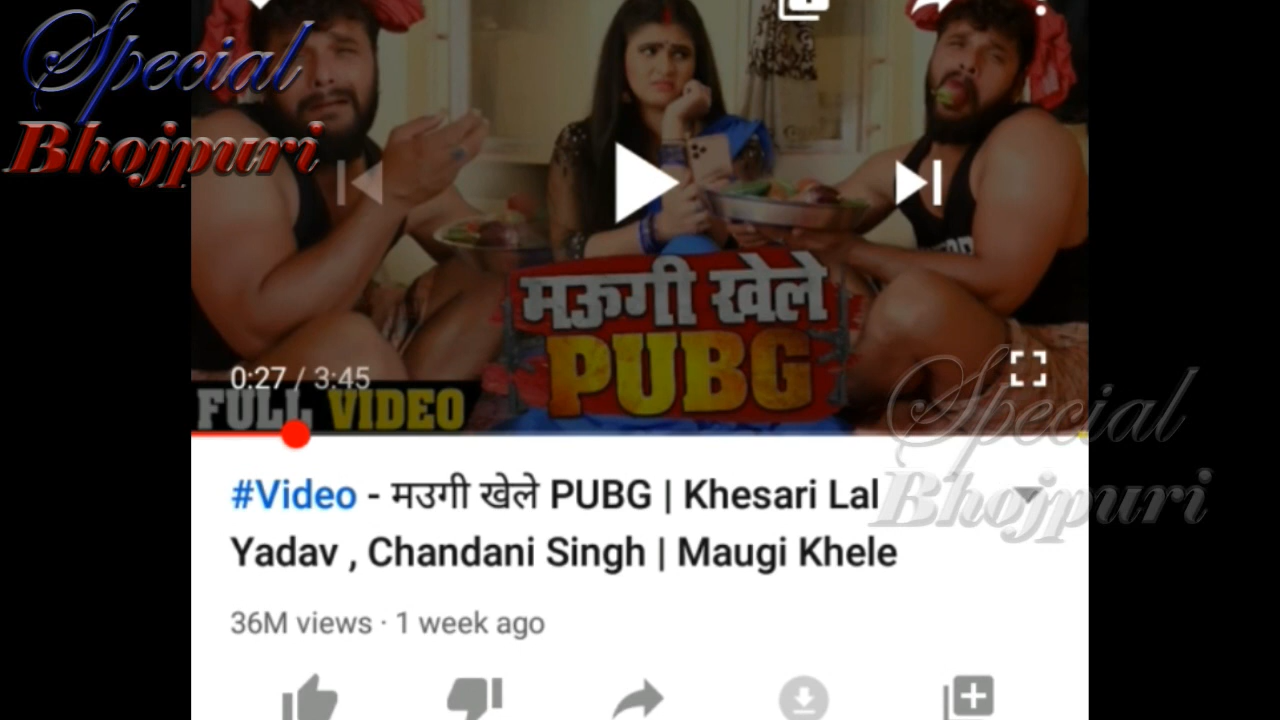 Special
Bhojpuri
मऊगी खेले
PUBG
0:27 / 3:45
FULL VIDEO
Special
Bhojpuri
#Video - मउगी खेले PUBG | Khesari Lal
Yadav , Chandani Singh | Maugi Khele
36M views · 1 week ago